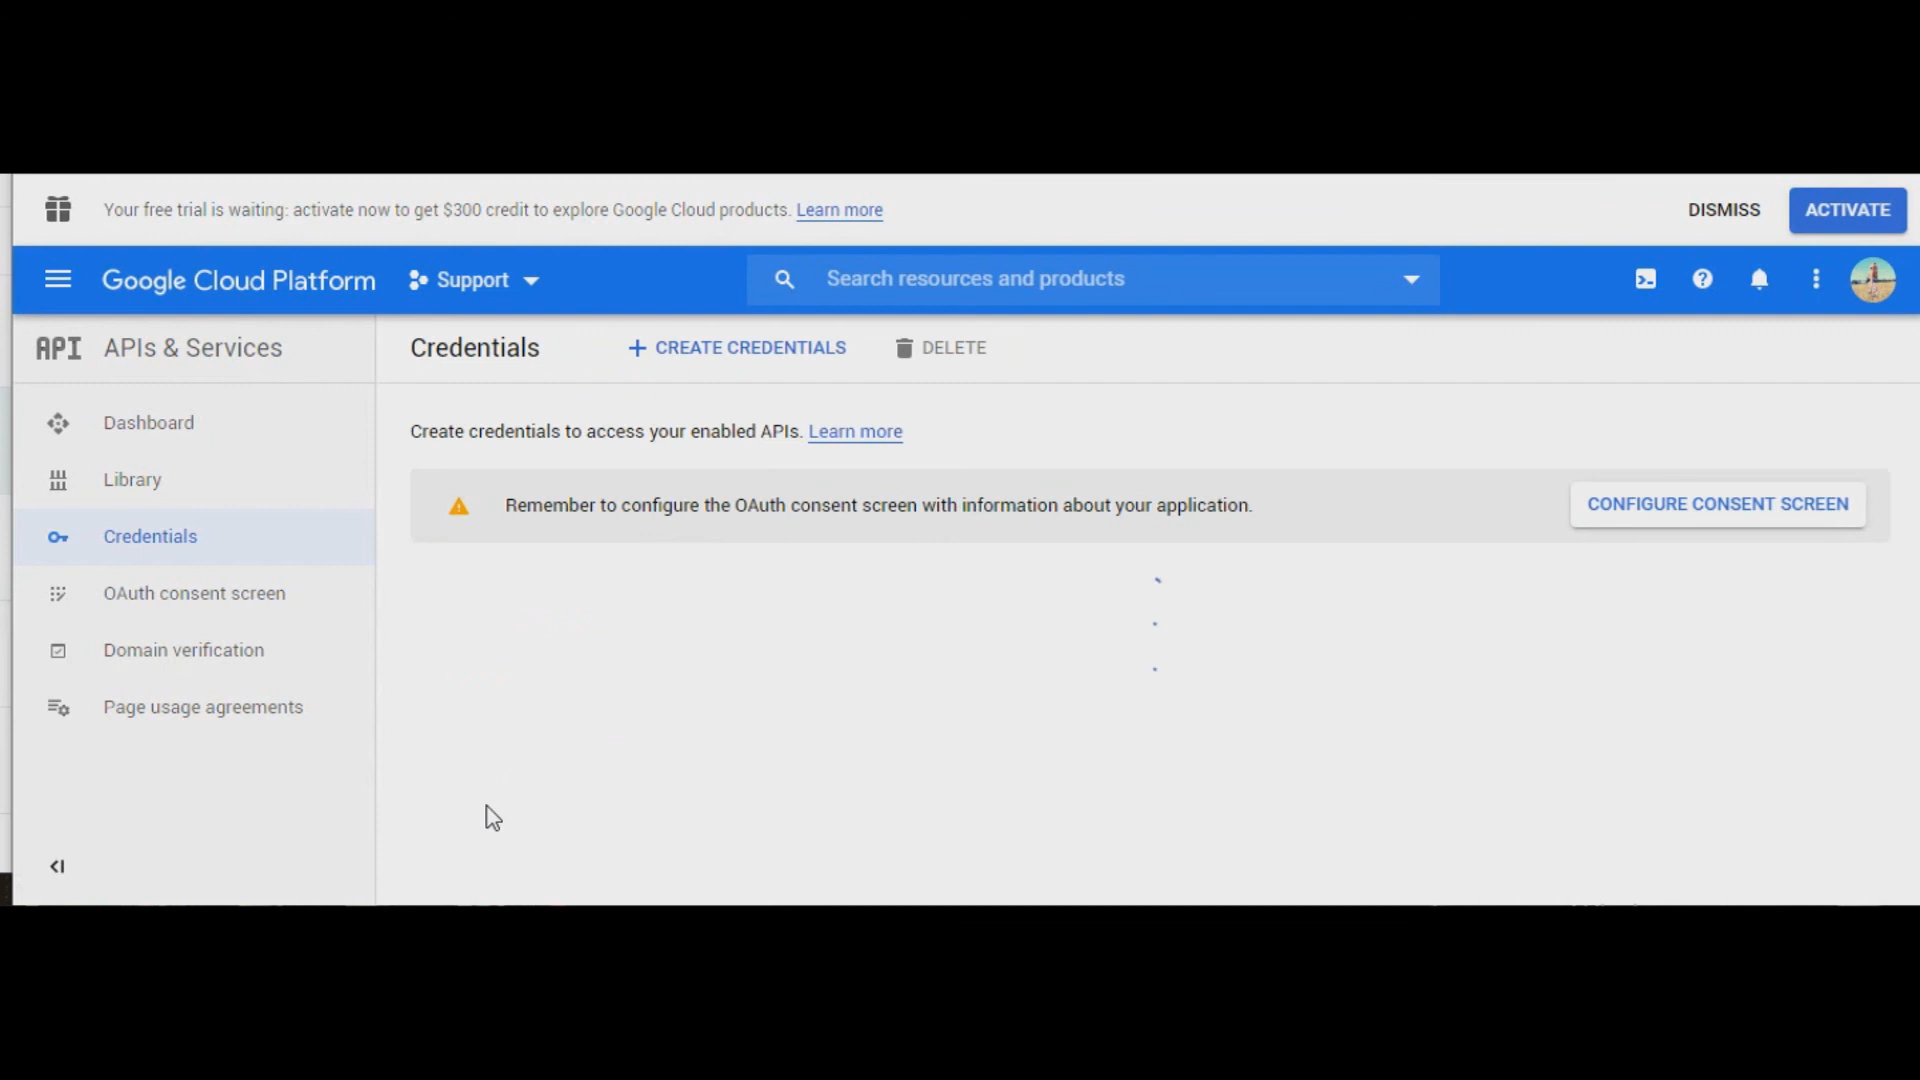 Your free trial is waiting: activate now to get $300 credit to explore Google Cloud products. Learn more
DISMISS
ACTIVATE
Google Cloud Platform
Support
Search resources and products
API APIs & Services
Credentials
CREATE CREDENTIALS
DELETE
Dashboard
Library
Credentials
OAuth consent screen
Domain verification
Page usage agreements
Create credentials to access your enabled APIs. Learn more
Remember to configure the OAuth consent screen with information about your application.
CONFIGURE CONSENT SCREEN